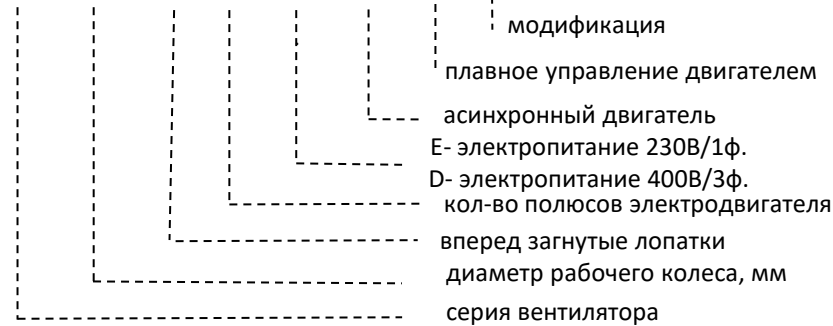 модификация
плавное управление двигателем
асинхронный двигатель
Е- электропитание 230В/1ф.
D- электропитание 400В/3ф.
кол-во полюсов электродвигателя
вперед загнутые лопатки
диаметр рабочего колеса, мм
серия вентилятора